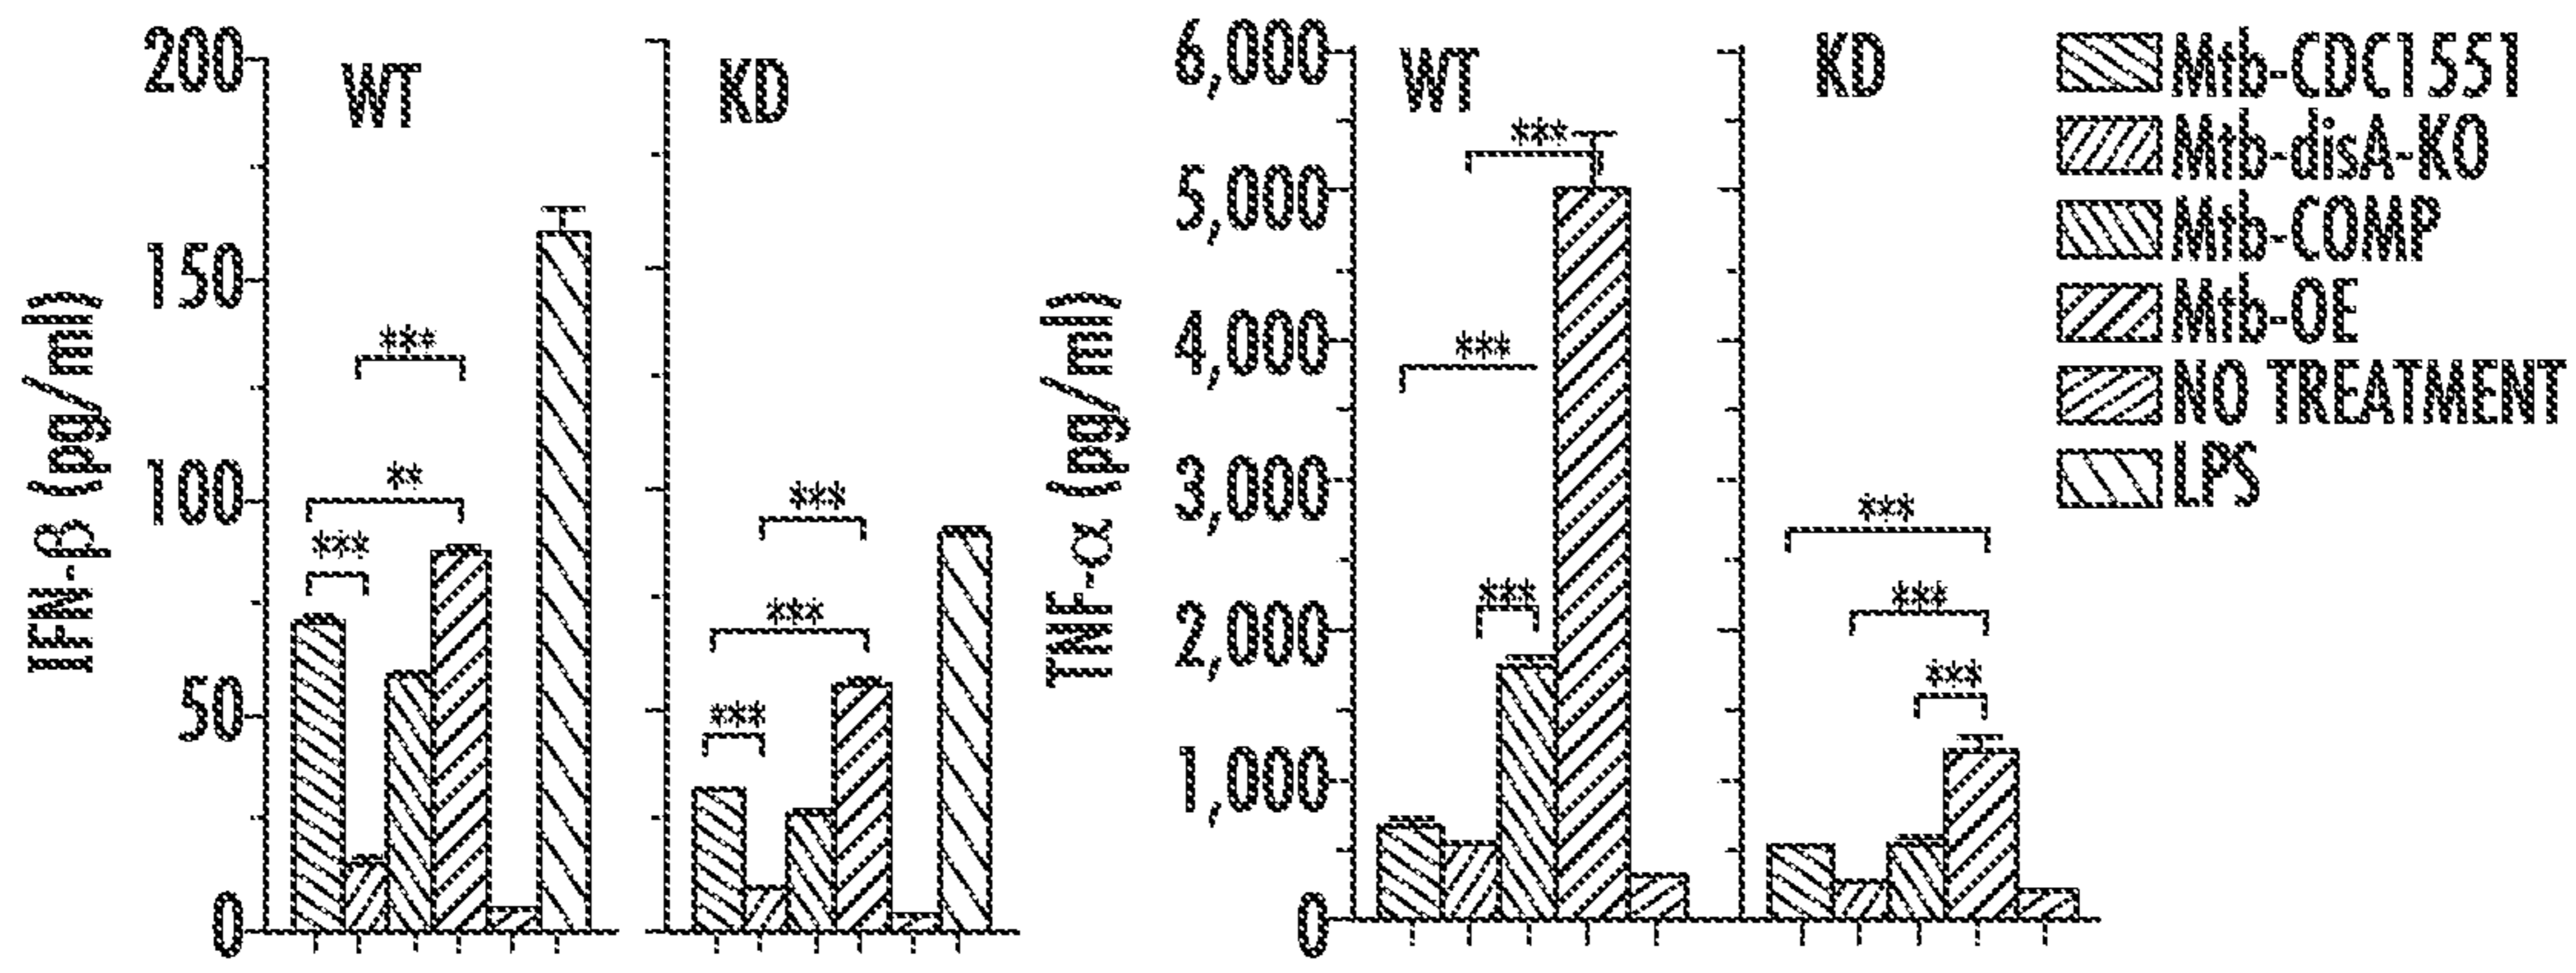 IFN-β (pg/ml)
200
150
100
50
0
WT
***
**
***
KD
***
***
***
TNF-α (pg/ml)
6,000
5,000
4,000
3,000
2,000
1,000
0
WT
***
***
***
KD
***
***
***
Mtb-CDC1551
Mtb-disA-KO
Mtb-COMP
Mtb-OE
NO TREATMENT
LPS